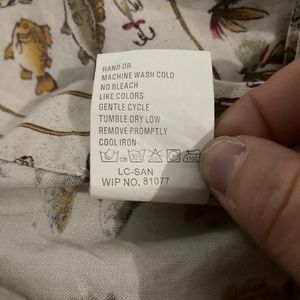 HAND OR
MACHINE WASH COLD
NO BLEACH
LIKE COLORS
GENTLE CYCLE
TUMBLE DRY LOW
REMOVE PROMPTLY
COOL IRON
OR
LC-SAN
WIP NO. 81077